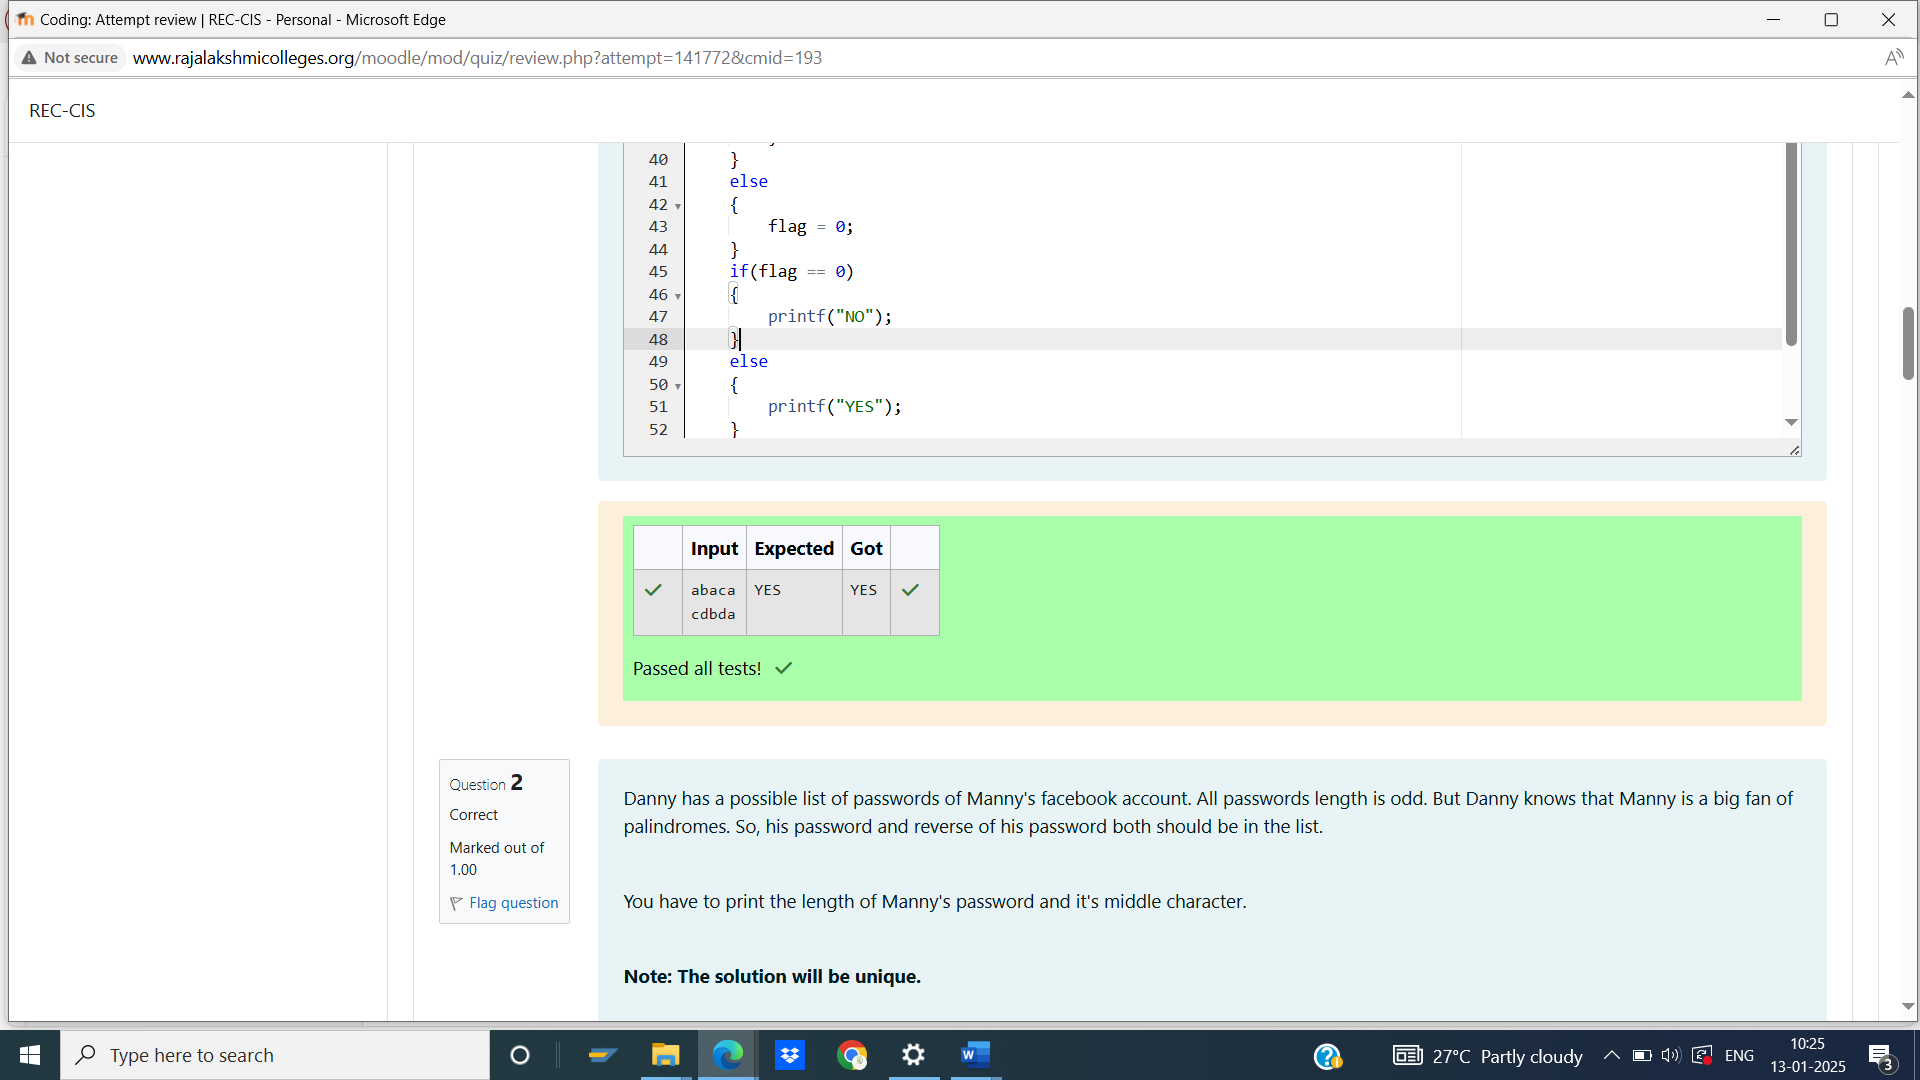 Coding: Attempt review | REC-CIS - Personal - Microsoft Edge
Not secure www.rajalakshmicolleges.org/moodle/mod/quiz/review.php?attempt=141772&cmid=193
REC-CIS
40 }
41 else
42 {
43 flag = 0;
44 }
45 if(flag == 0)
46 {
47 printf("NO");
48 }
49 else
50 {
51 printf("YES");
52 }
Input Expected Got
abaca YES YES
cdbda
Passed all tests!
Question 2
Correct
Marked out of
1.00
Flag question
Danny has a possible list of passwords of Manny's facebook account. All passwords length is odd. But Danny knows that Manny is a big fan of
palindromes. So, his password and reverse of his password both should be in the list.
You have to print the length of Manny's password and it's middle character.
Note: The solution will be unique.
Type here to search
27°C Partly cloudy
ENG
10:25
13-01-2025
3